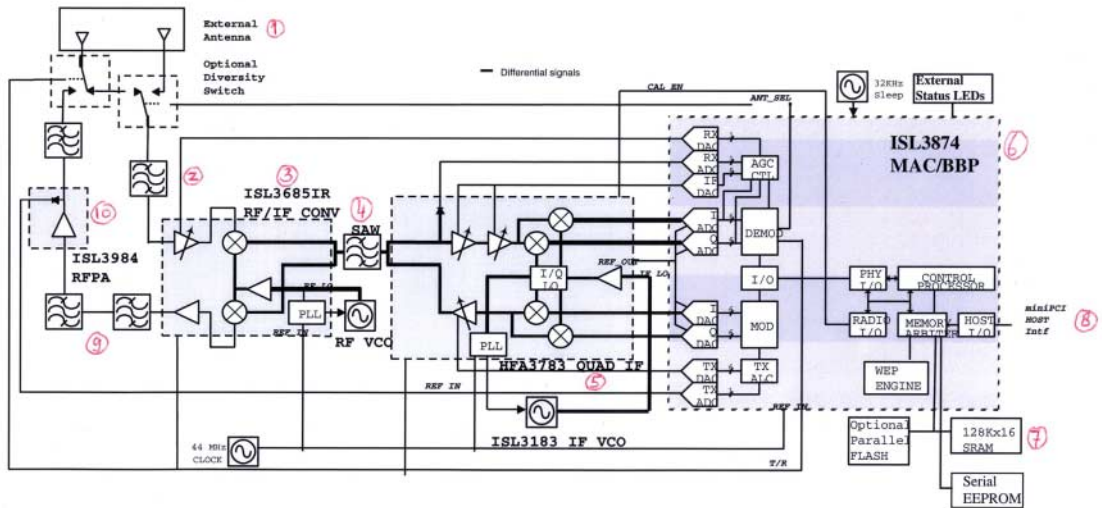 External
Antenna
①
Optional
Diversity
Switch
Differential signals
CAL_EN
ANT_SEL
32KHz
Sleep
External
Status LEDs
②
③
ISL3685IR
RF/IF CONV
④
SAW
RX
DAC
RX
ADC
IF
DAC
AGC
CTL
ISL3874
MAC/BBP
⑥
⑩
ISL3984
RFPA
I
ADC
Q
ADC
DEMOD
REF_OUT
IF LO
I/Q
LO
I/O
PHY
I/O
CONTROL
PROCESSOR
RF LO
PLL
REF_IN
RF VCO
PLL
I
DAC
Q
DAC
MOD
RADIO
I/O
MEMORY
ARBITER
HOST
I/O
miniPCI
HOST
Intf
⑧
⑨
HFA3783 QUAD IF
⑤
TX
DAC
TX
ADC
TX
ALC
WEP
ENGINE
REF IN
REF IN
ISL3183 IF VCO
44 MHz
CLOCK
T/R
Optional
Parallel
FLASH
128Kx16
SRAM
⑦
Serial
EEPROM